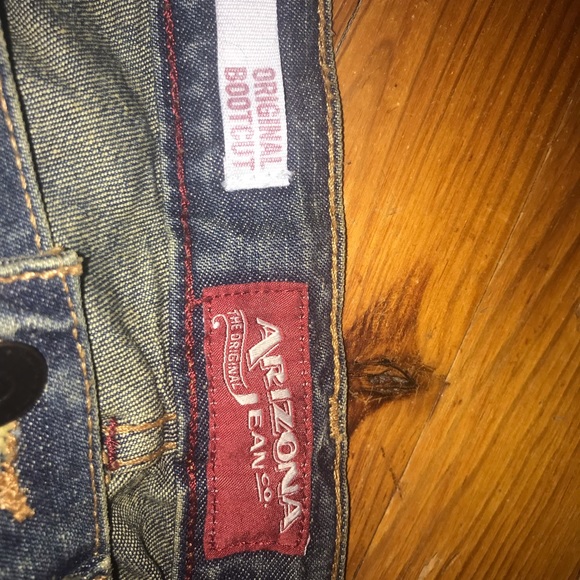 ORIGINAL
BOOTCUT
ARIZONA
THE ORIGINAL JEAN CO.